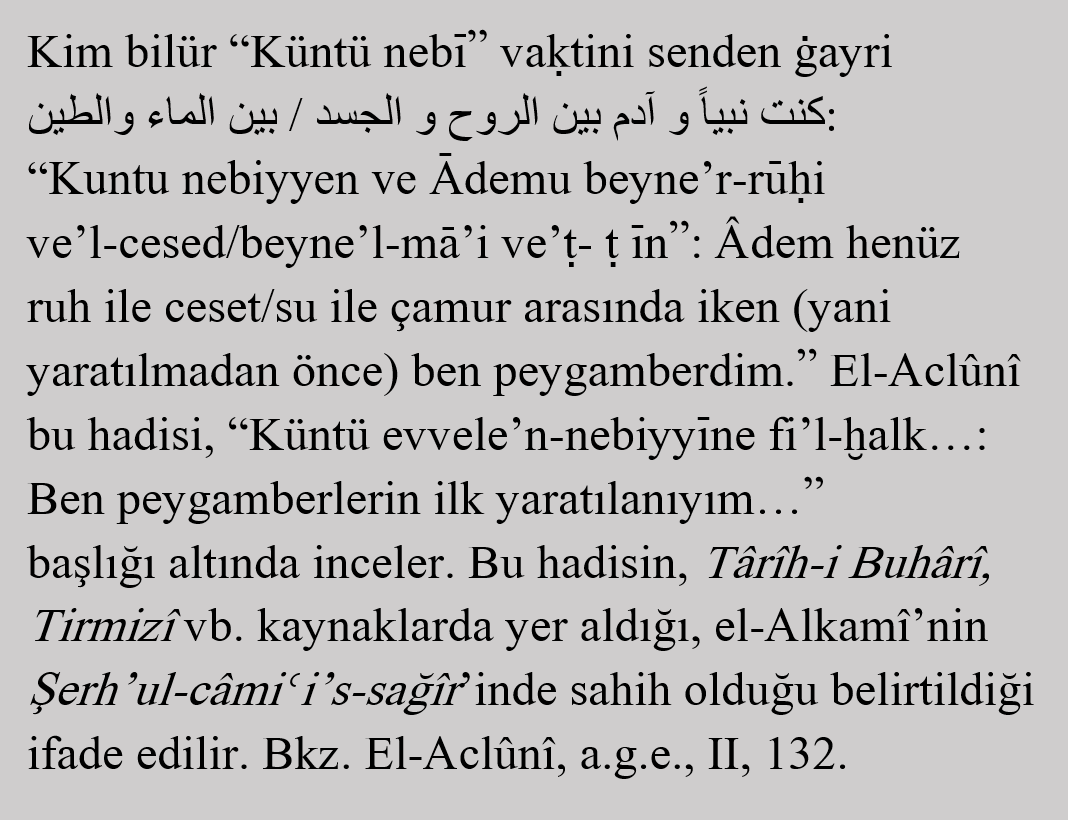 Kim bilür “Küntü nebī” vaḳtini senden ġayri
كنت نبياً و آدم بين الروح و الجسد / بين الماء والطين:
“Kuntu nebiyyen ve Ādemu beyne’r-rūḥi
ve’l-cesed/beyne’l-mā’i ve’ṭ- ṭ īn”: Âdem henüz
ruh ile ceset/su ile çamur arasında iken (yani
yaratılmadan önce) ben peygamberdim.” El-Aclûnî
bu hadisi, “Küntü evvele’n-nebiyyīne fi’l-ḫalk…:
Ben peygamberlerin ilk yaratılanıyım…”
başlığı altında inceler. Bu hadisin, Târîh-i Buhârî,
Tirmizî vb. kaynaklarda yer aldığı, el-Alkamî’nin
Şerh’ul-câmiʿi’s-sağîr’inde sahih olduğu belirtildiği
ifade edilir. Bkz. El-Aclûnî, a.g.e., II, 132.